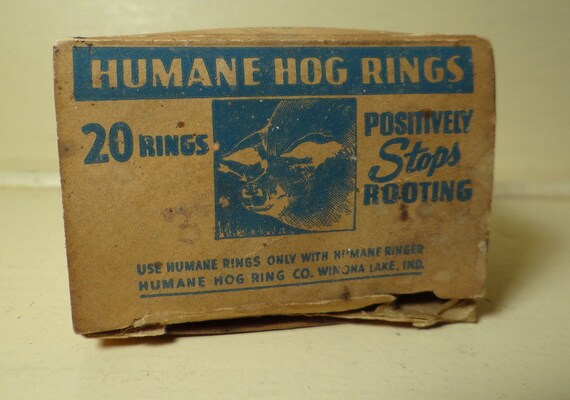 HUMANE HOG RINGS
20 RINGS
POSITIVELY
Stops
ROOTING
USE HUMANE RINGS ONLY WITH HUMANE RINGER
HUMANE HOG RING CO. WINONA LAKE, IND.